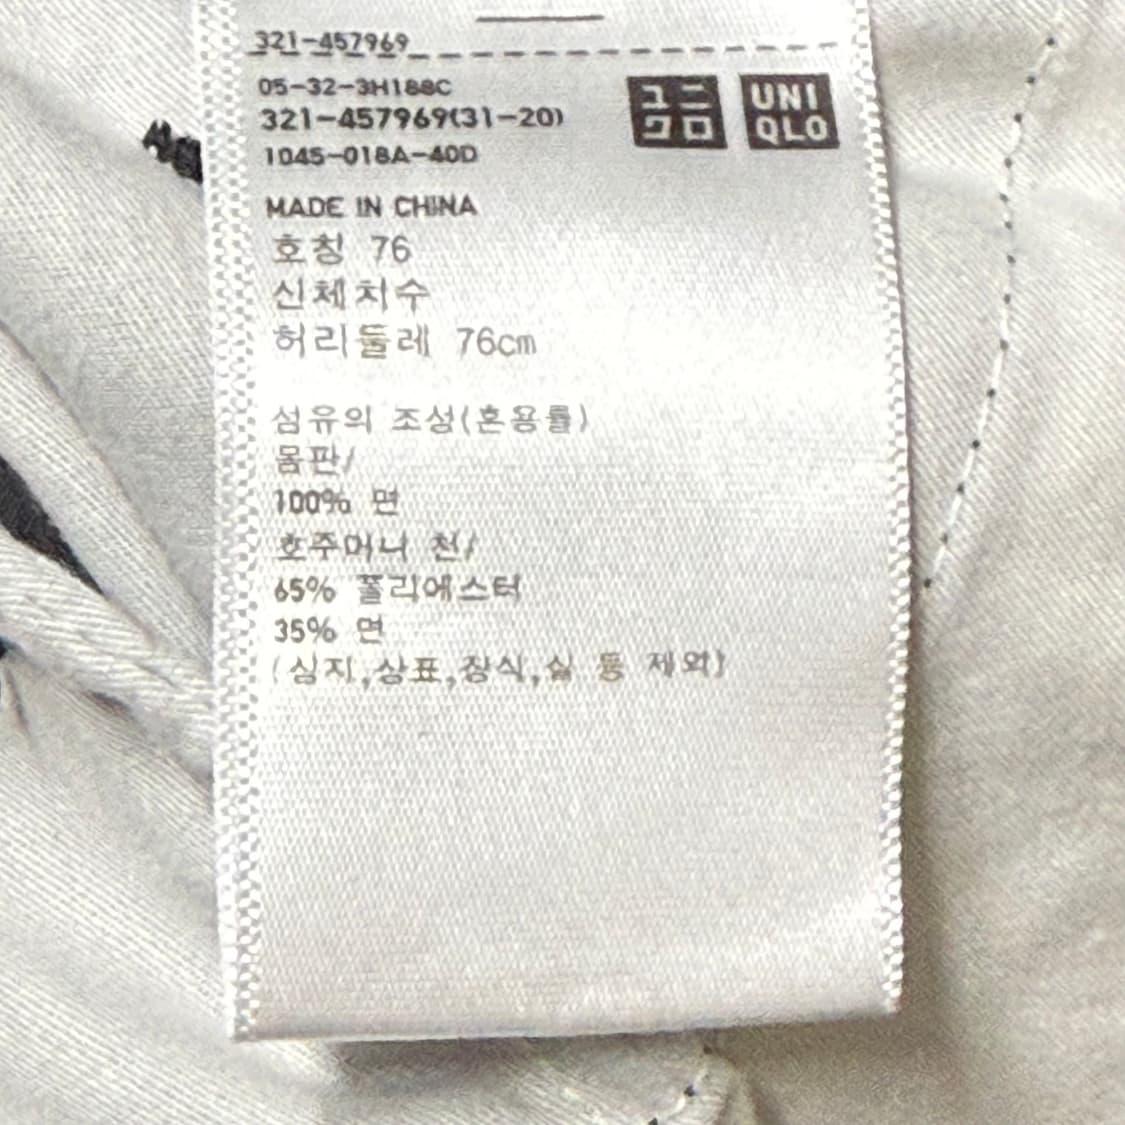 321-457969
05-32-3H188C
321-457969(31-20)
1045-018A-40D
ユニ
クロ
UNI
QLO
MADE IN CHINA
호칭 76
신체치수
허리둘레 76cm
섬유의 조성(혼용률)
몸판/
100% 면
호주머니 천/
65% 폴리에스터
35% 면
(심지,상표,장식,실 등 제외)